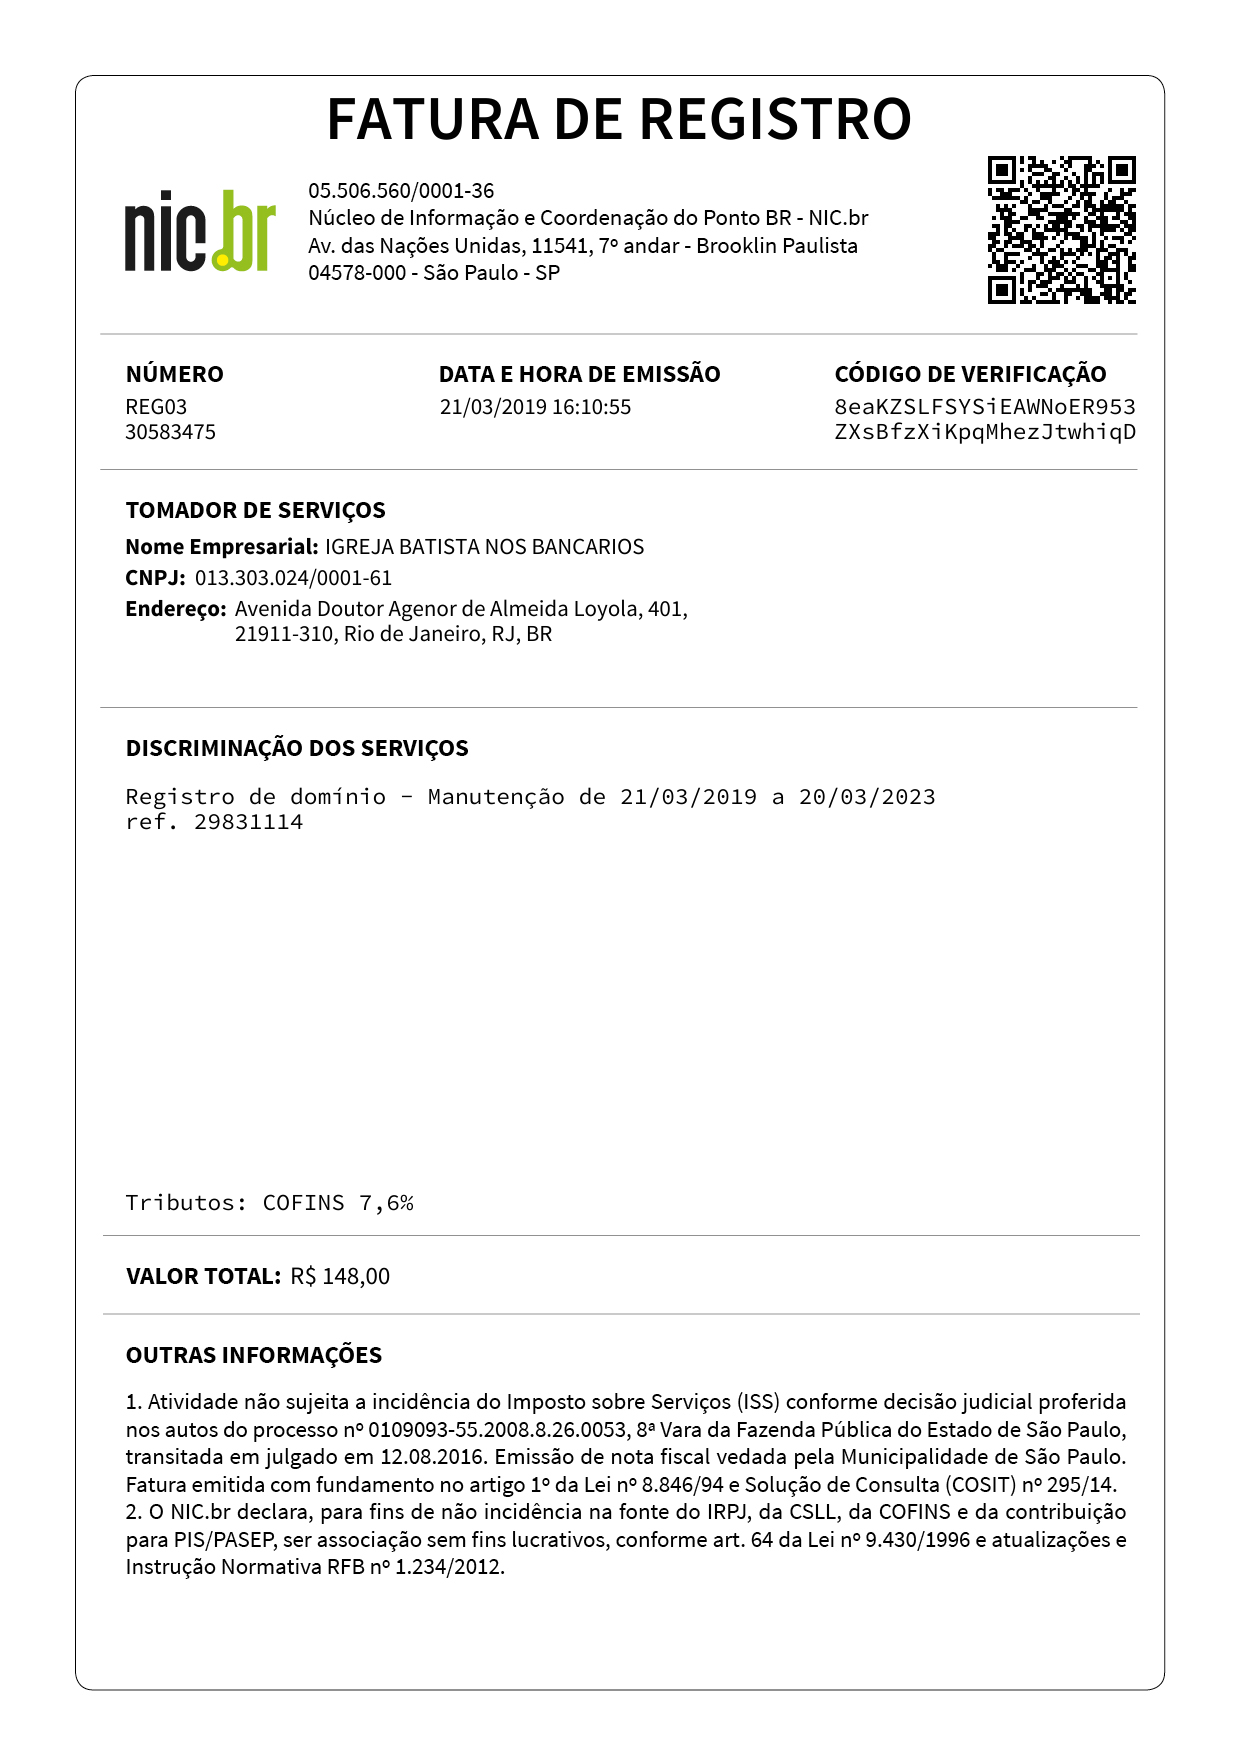 FATURA DE REGISTRO
nic.br
05.506.560/0001-36
Núcleo de Informação e Coordenação do Ponto BR - NIC.br
Av. das Nações Unidas, 11541, 7º andar - Brooklin Paulista
04578-000 - São Paulo - SP
NÚMERO
REG03
30583475
DATA E HORA DE EMISSÃO
21/03/2019 16:10:55
CÓDIGO DE VERIFICAÇÃO
8eaKZSLFSYSiEAWNoER953
ZXsBfzXiKpqMhezJtwhiqD
TOMADOR DE SERVIÇOS
Nome Empresarial: IGREJA BATISTA NOS BANCARIOS
CNPJ: 013.303.024/0001-61
Endereço: Avenida Doutor Agenor de Almeida Loyola, 401,
21911-310, Rio de Janeiro, RJ, BR
DISCRIMINAÇÃO DOS SERVIÇOS
Registro de domínio - Manutenção de 21/03/2019 a 20/03/2023
ref. 29831114
Tributos: COFINS 7,6%
VALOR TOTAL: R$ 148,00
OUTRAS INFORMAÇÕES
1. Atividade não sujeita a incidência do Imposto sobre Serviços (ISS) conforme decisão judicial proferida
nos autos do processo nº 0109093-55.2008.8.26.0053, 8ª Vara da Fazenda Pública do Estado de São Paulo,
transitada em julgado em 12.08.2016. Emissão de nota fiscal vedada pela Municipalidade de São Paulo.
Fatura emitida com fundamento no artigo 1º da Lei nº 8.846/94 e Solução de Consulta (COSIT) nº 295/14.
2. O NIC.br declara, para fins de não incidência na fonte do IRPJ, da CSLL, da COFINS e da contribuição
para PIS/PASEP, ser associação sem fins lucrativos, conforme art. 64 da Lei nº 9.430/1996 e atualizações e
Instrução Normativa RFB nº 1.234/2012.